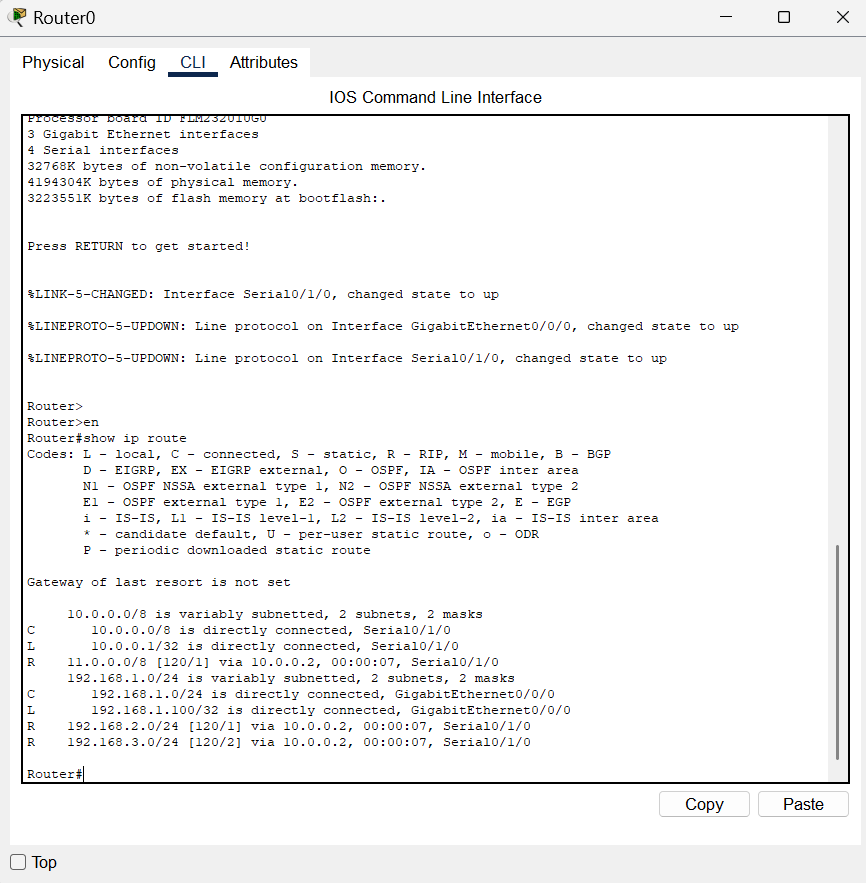 Router0
Physical Config CLI Attributes
IOS Command Line Interface
Processor board ID FLM232010G0
3 Gigabit Ethernet interfaces
4 Serial interfaces
32768K bytes of non-volatile configuration memory.
4194304K bytes of physical memory.
3223551K bytes of flash memory at bootflash:.
Press RETURN to get started!
%LINK-5-CHANGED: Interface Serial0/1/0, changed state to up
%LINEPROTO-5-UPDOWN: Line protocol on Interface GigabitEthernet0/0/0, changed state to up
%LINEPROTO-5-UPDOWN: Line protocol on Interface Serial0/1/0, changed state to up
Router>
Router>en
Router#show ip route
Codes: L - local, C - connected, S - static, R - RIP, M - mobile, B - BGP
D - EIGRP, EX - EIGRP external, O - OSPF, IA - OSPF inter area
N1 - OSPF NSSA external type 1, N2 - OSPF NSSA external type 2
E1 - OSPF external type 1, E2 - OSPF external type 2, E - EGP
i - IS-IS, L1 - IS-IS level-1, L2 - IS-IS level-2, ia - IS-IS inter area
* - candidate default, U - per-user static route, o - ODR
P - periodic downloaded static route
Gateway of last resort is not set
10.0.0.0/8 is variably subnetted, 2 subnets, 2 masks
C 10.0.0.0/8 is directly connected, Serial0/1/0
L 10.0.0.1/32 is directly connected, Serial0/1/0
R 11.0.0.0/8 [120/1] via 10.0.0.2, 00:00:07, Serial0/1/0
192.168.1.0/24 is variably subnetted, 2 subnets, 2 masks
C 192.168.1.0/24 is directly connected, GigabitEthernet0/0/0
L 192.168.1.100/32 is directly connected, GigabitEthernet0/0/0
R 192.168.2.0/24 [120/1] via 10.0.0.2, 00:00:07, Serial0/1/0
R 192.168.3.0/24 [120/2] via 10.0.0.2, 00:00:07, Serial0/1/0
Router#
Copy Paste
Top